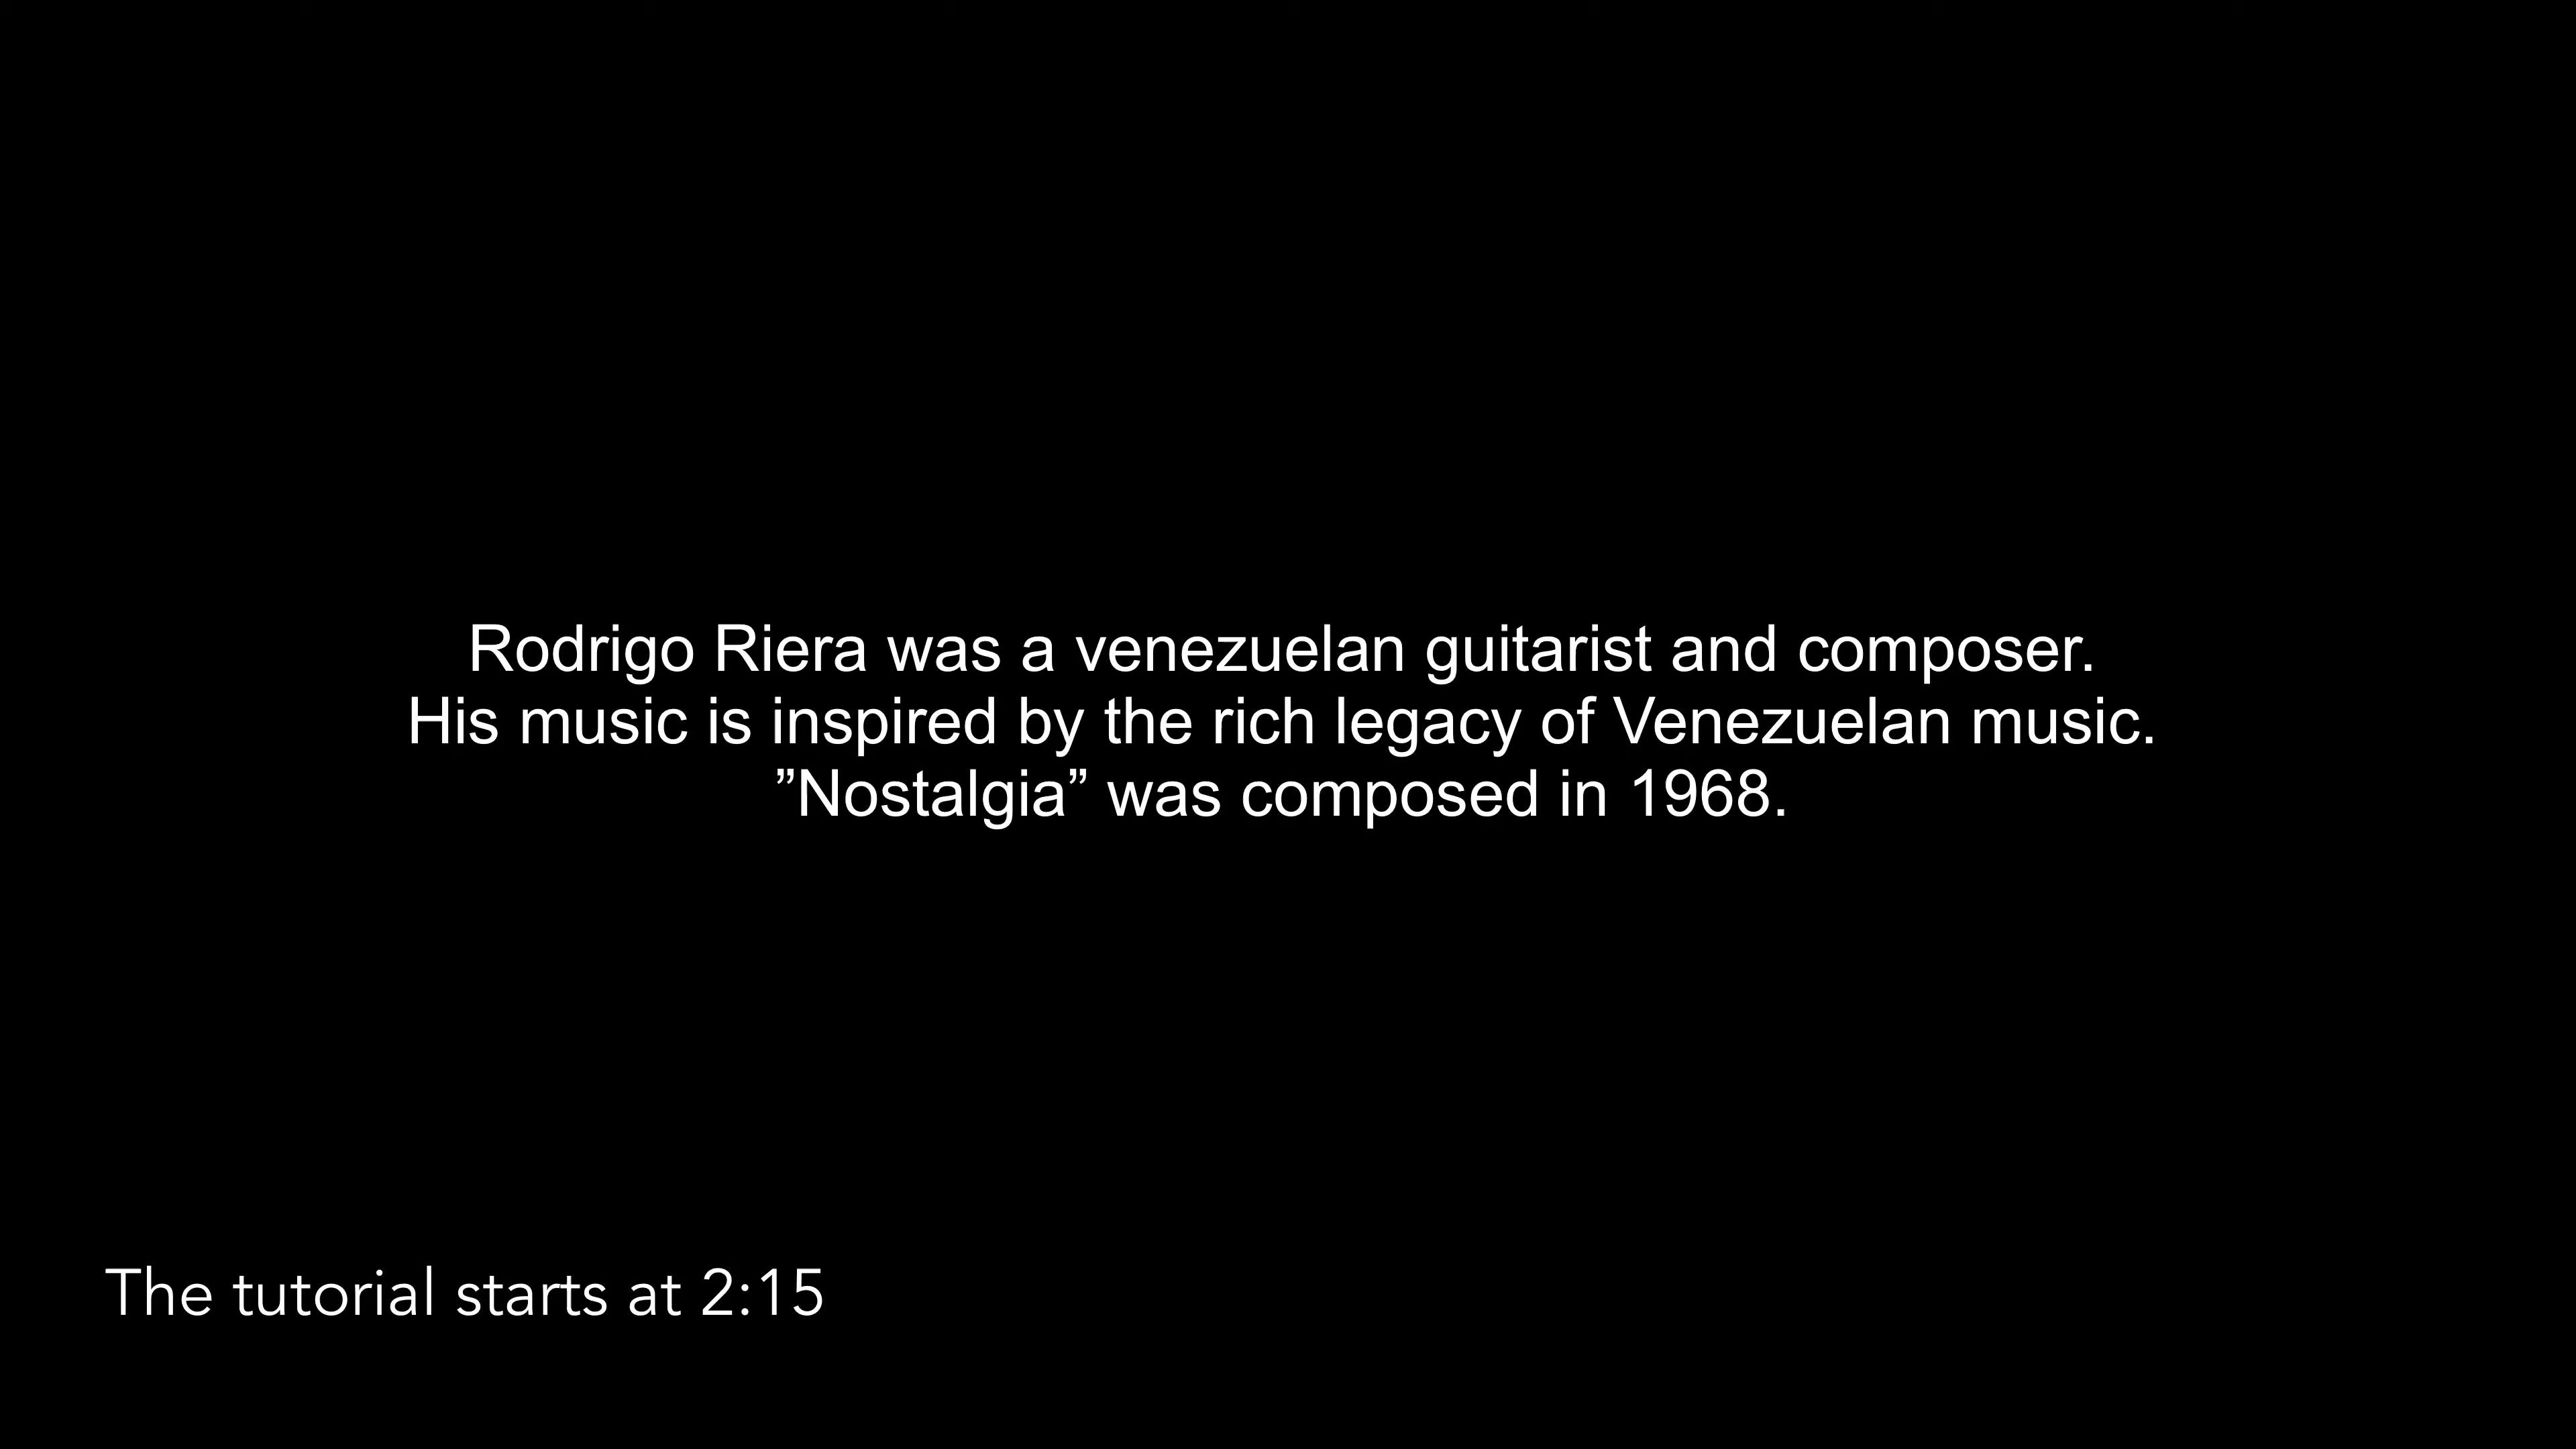 Rodrigo Riera was a venezuelan guitarist and composer.
His music is inspired by the rich legacy of Venezuelan music.
”Nostalgia” was composed in 1968.
The tutorial starts at 2:15